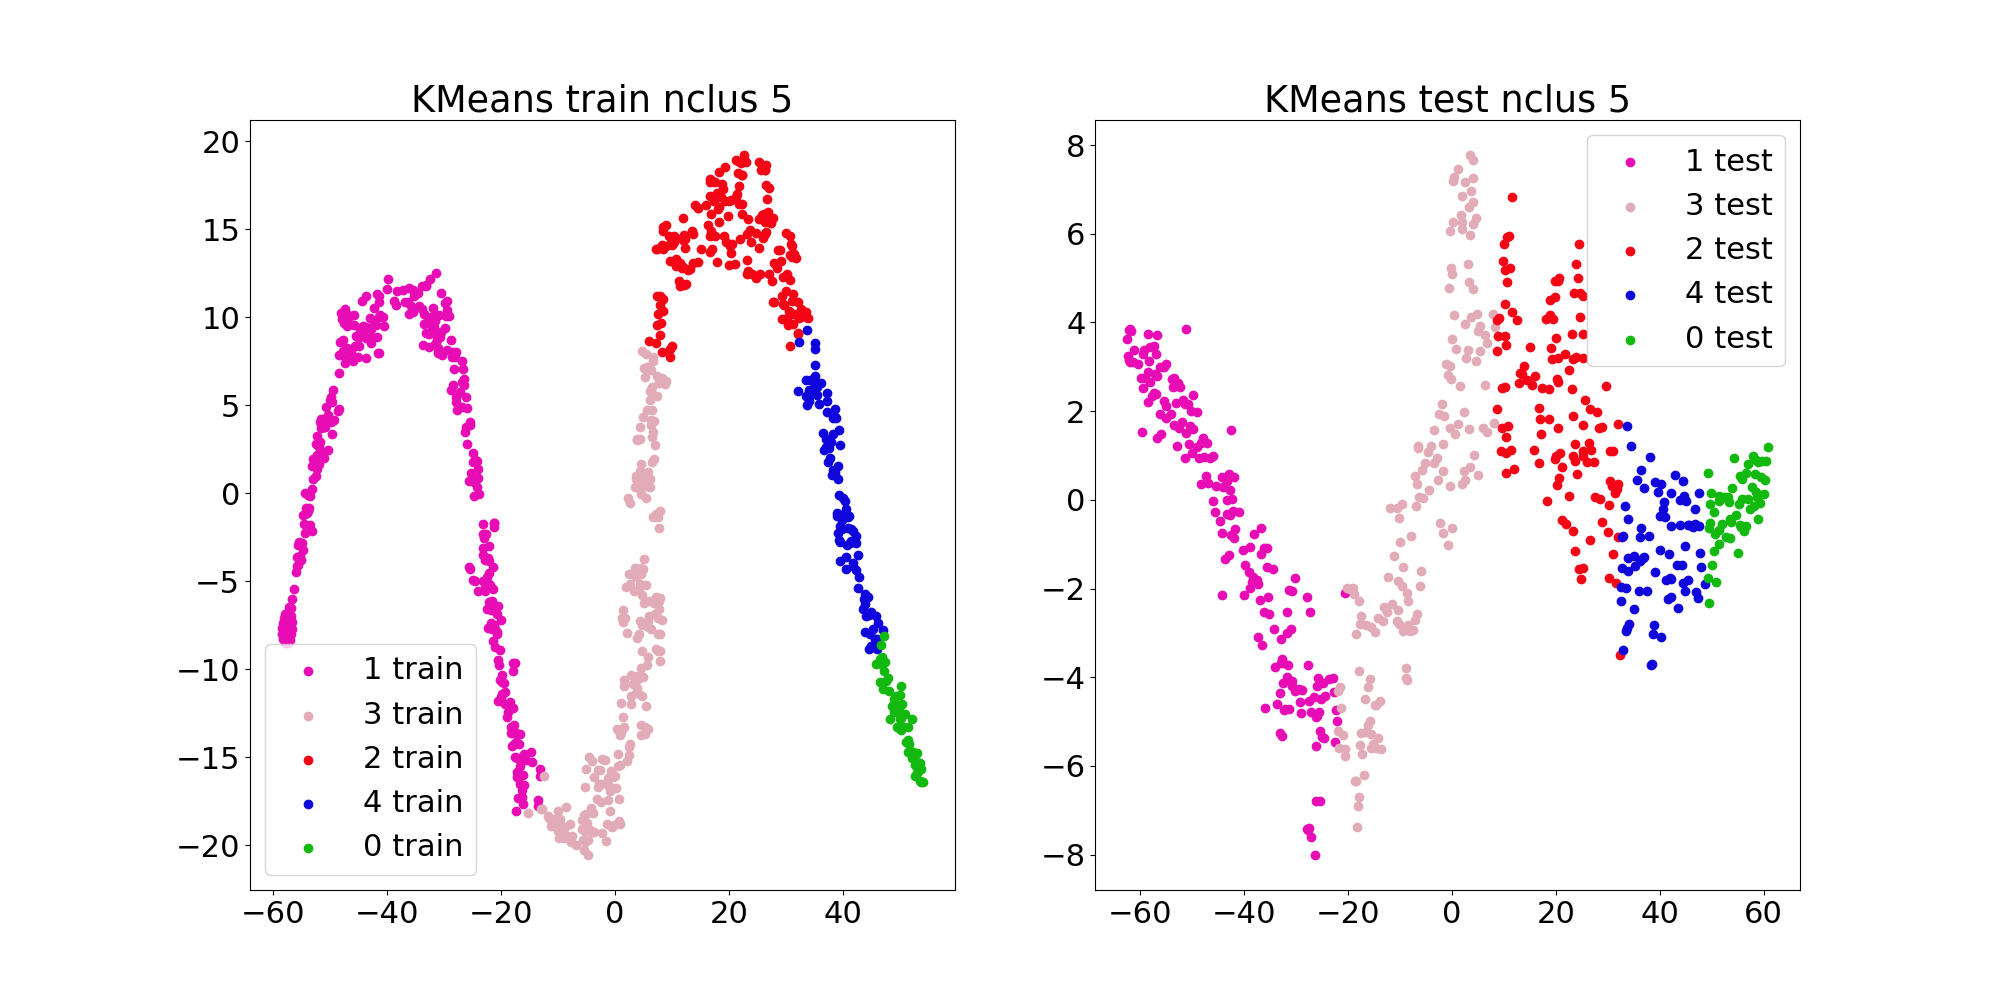 KMeans train nclus 5
20
15
10
5
0
−5
−10
−15
−20
1 train
3 train
2 train
4 train
0 train
−60 −40 −20 0 20 40
KMeans test nclus 5
8
6
4
2
0
−2
−4
−6
−8
1 test
3 test
2 test
4 test
0 test
−60 −40 −20 0 20 40 60